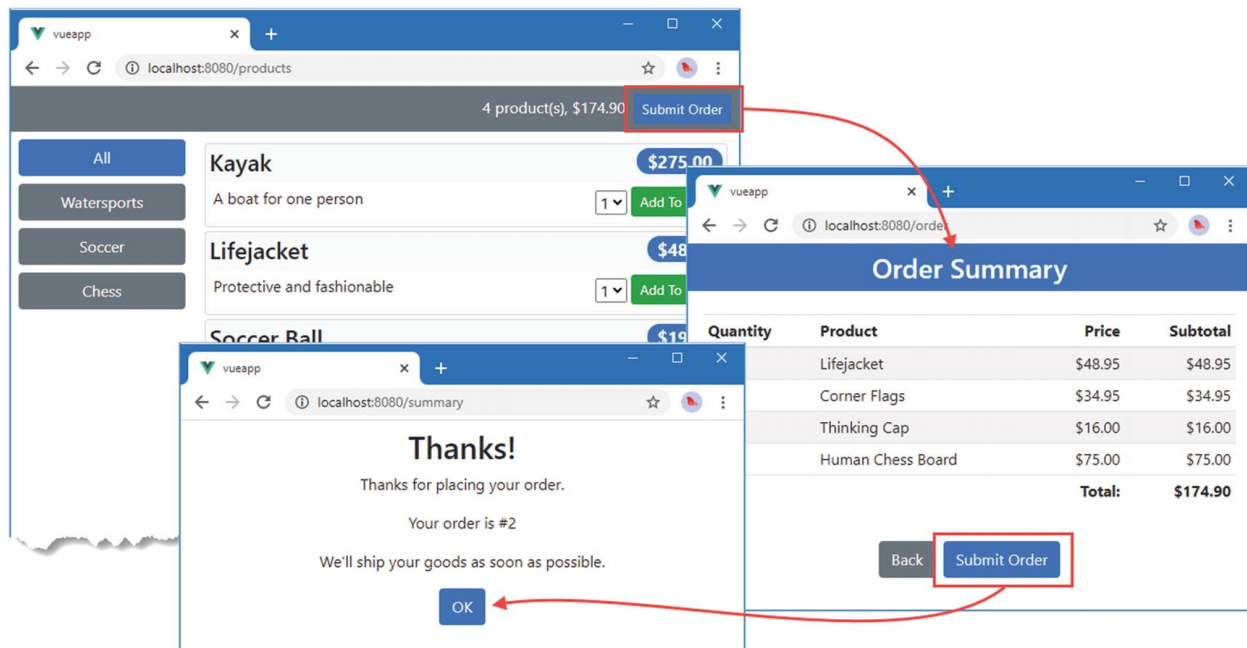 vueapp
localhost:8080/products
4 product(s), $174.90 Submit Order
All
Watersports
Soccer
Chess
Kayak $275.00
A boat for one person 1 Add To
Lifejacket $48
Protective and fashionable 1 Add To
Soccer Ball $19
vueapp
localhost:8080/order
Order Summary
Quantity Product Price Subtotal
Lifejacket $48.95 $48.95
Corner Flags $34.95 $34.95
Thinking Cap $16.00 $16.00
Human Chess Board $75.00 $75.00
Total: $174.90
Back Submit Order
vueapp
localhost:8080/summary
Thanks!
Thanks for placing your order.
Your order is #2
We'll ship your goods as soon as possible.
OK